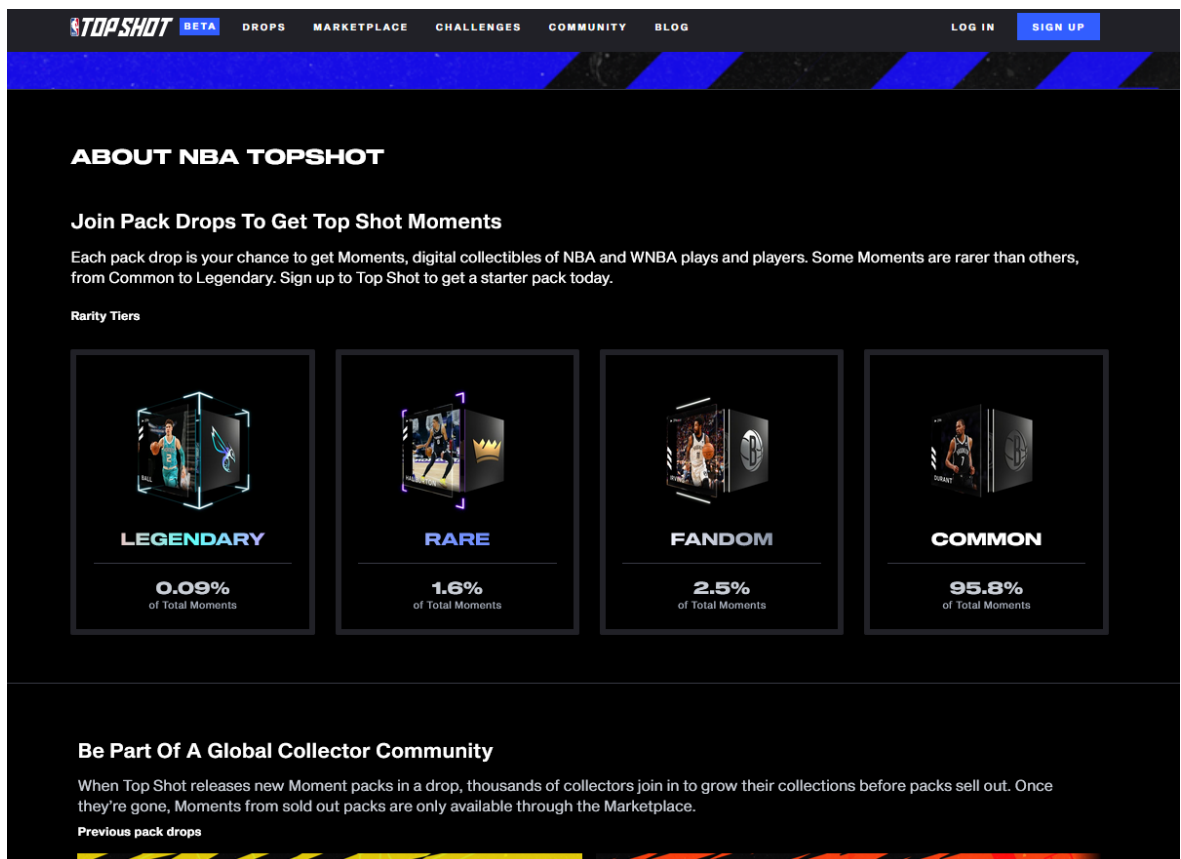 TOP SHOT BETA DROPS MARKETPLACE CHALLENGES COMMUNITY BLOG LOG IN SIGN UP
ABOUT NBA TOPSHOT
Join Pack Drops To Get Top Shot Moments
Each pack drop is your chance to get Moments, digital collectibles of NBA and WNBA plays and players. Some Moments are rarer than others,
from Common to Legendary. Sign up to Top Shot to get a starter pack today.
Rarity Tiers
BALL
HALIBURTON
IRVING
DURANT
LEGENDARY RARE FANDOM COMMON
0.09% 1.6% 2.5% 95.8%
of Total Moments of Total Moments of Total Moments of Total Moments
Be Part Of A Global Collector Community
When Top Shot releases new Moment packs in a drop, thousands of collectors join in to grow their collections before packs sell out. Once
they're gone, Moments from sold out packs are only available through the Marketplace.
Previous pack drops